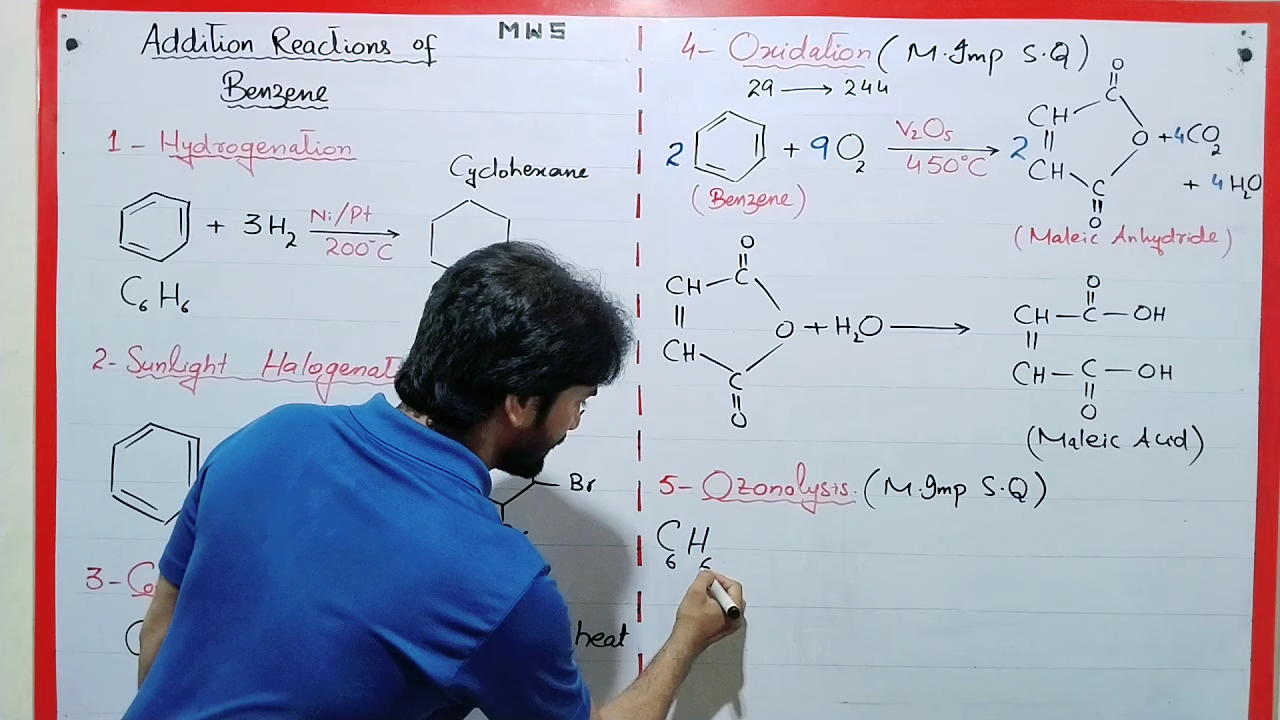 MWS
Addition Reactions of
Benzene
1 - Hydrogenation
Cyclohexane
+ 3H₂ Ni/Pt
200°C
C₆H₆
2- Sunlight Halogenat
Br
3- Co
heat
4- Oxidation (M.Imp S.Q)
29 → 244
2 + 9O₂ V₂O₅ → 2 CH CH C O O C O + 4CO₂
450°C
+ 4H₂O
(Benzene)
(Maleic Anhydride)
O
CH C
|| O + H₂O →
CH C
O
O
CH — C — OH
||
CH — C — OH
O
(Maleic Acid)
5- Ozonolysis. (M.Imp S.Q)
C₆H₆